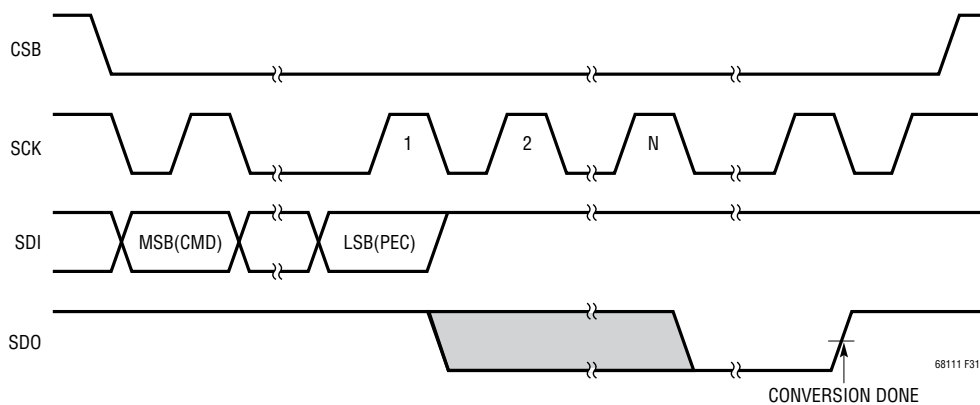 CSB
SCK
1 2 N
SDI
MSB(CMD) LSB(PEC)
SDO
68111 F31
CONVERSION DONE